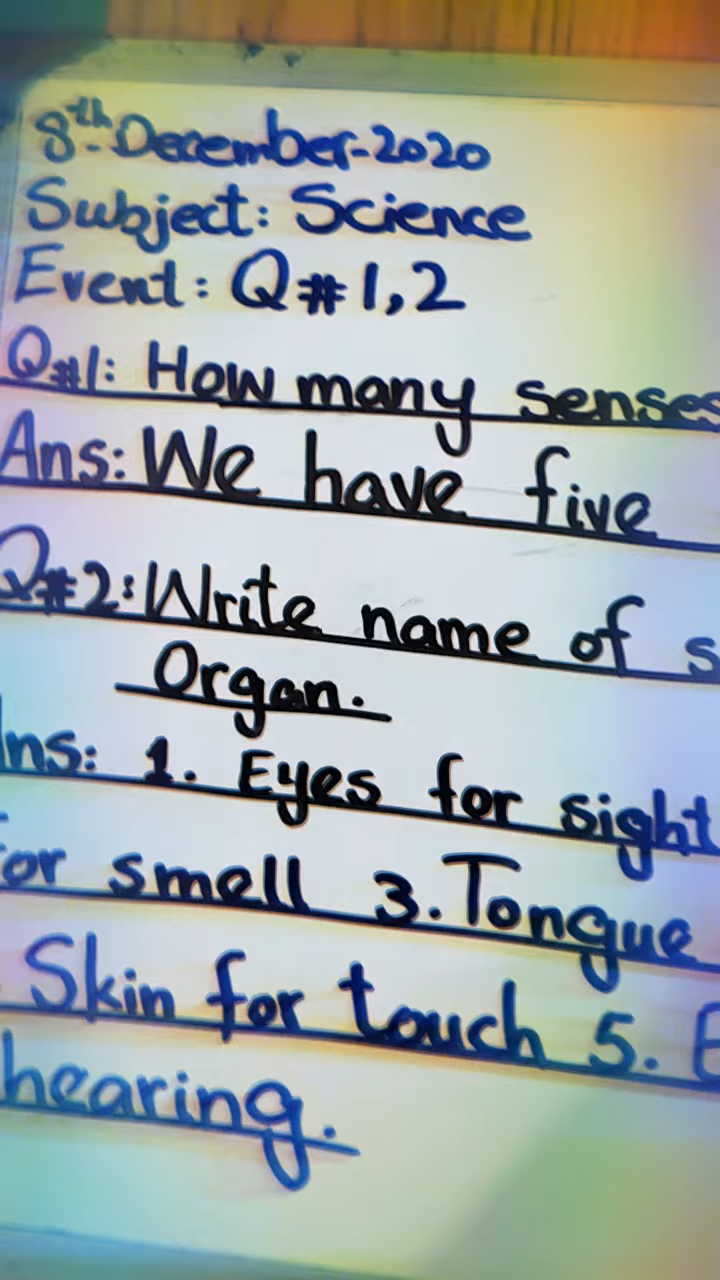 8th December-2020
Subject: Science
Event: Q#1,2
Q#1: How many senses
Ans: We have five
Q#2: Write name of s
Organ.
Ans: 1. Eyes for sight
for smell 3. Tongue
Skin for touch 5. E
hearing.